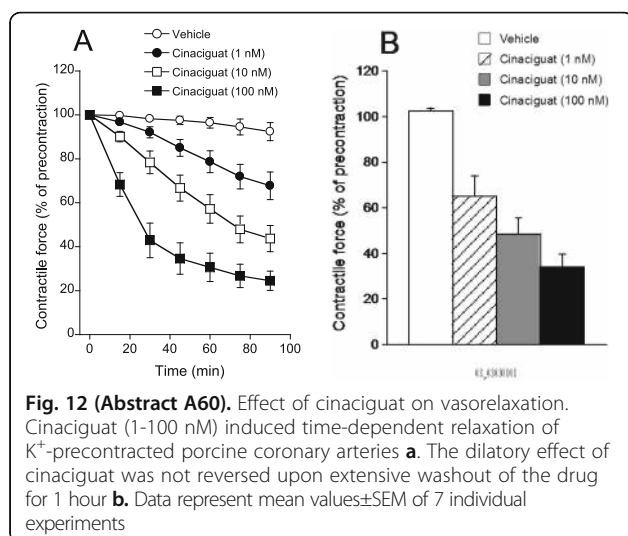 A
Vehicle
Cinaciguat (1 nM)
Cinaciguat (10 nM)
Cinaciguat (100 nM)
120
100
80
60
40
20
0
Contractile force (% of precontraction)
0 20 40 60 80 100
Time (min)
B
Vehicle
Cinaciguat (1 nM)
Cinaciguat (10 nM)
Cinaciguat (100 nM)
120
100
80
60
40
20
0
Contractile force (% of precontraction)
Fig. 12 (Abstract A60). Effect of cinaciguat on vasorelaxation.
Cinaciguat (1-100 nM) induced time-dependent relaxation of
K⁺-precontracted porcine coronary arteries a. The dilatory effect of
cinaciguat was not reversed upon extensive washout of the drug
for 1 hour b. Data represent mean values±SEM of 7 individual
experiments